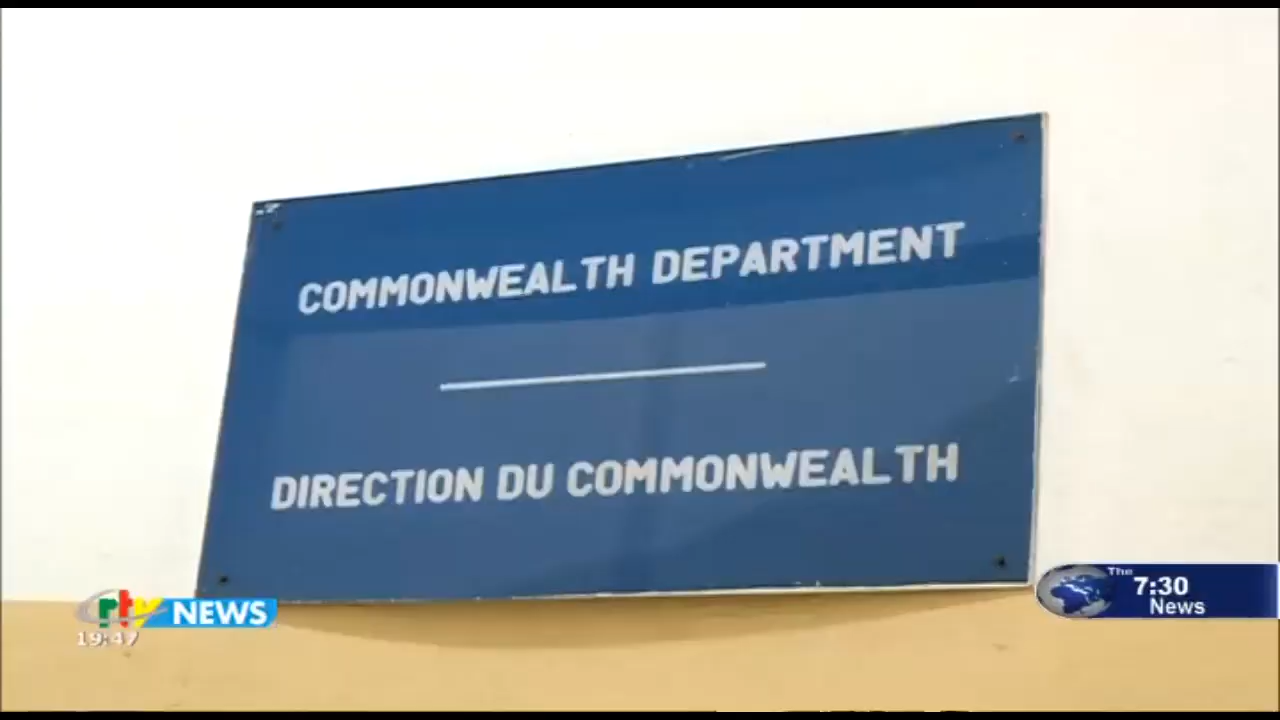 COMMONWEALTH DEPARTMENT
DIRECTION DU COMMONWEALTH
crtv NEWS
19:47
The
7:30
News